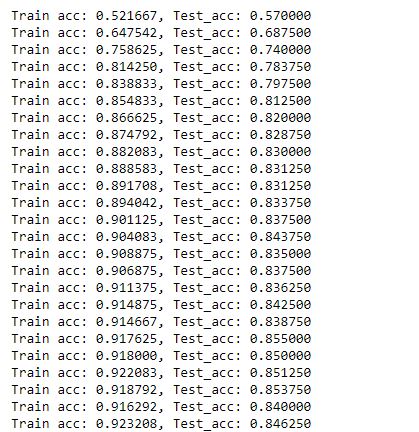 Train acc: 0.521667, Test_acc: 0.570000
Train acc: 0.647542, Test_acc: 0.687500
Train acc: 0.758625, Test_acc: 0.740000
Train acc: 0.814250, Test_acc: 0.783750
Train acc: 0.838833, Test_acc: 0.797500
Train acc: 0.854833, Test_acc: 0.812500
Train acc: 0.866625, Test_acc: 0.820000
Train acc: 0.874792, Test_acc: 0.828750
Train acc: 0.882083, Test_acc: 0.830000
Train acc: 0.888583, Test_acc: 0.831250
Train acc: 0.891708, Test_acc: 0.831250
Train acc: 0.894042, Test_acc: 0.833750
Train acc: 0.901125, Test_acc: 0.837500
Train acc: 0.904083, Test_acc: 0.843750
Train acc: 0.908875, Test_acc: 0.835000
Train acc: 0.906875, Test_acc: 0.837500
Train acc: 0.911375, Test_acc: 0.836250
Train acc: 0.914875, Test_acc: 0.842500
Train acc: 0.914667, Test_acc: 0.838750
Train acc: 0.917625, Test_acc: 0.855000
Train acc: 0.918000, Test_acc: 0.850000
Train acc: 0.922083, Test_acc: 0.851250
Train acc: 0.918792, Test_acc: 0.853750
Train acc: 0.916292, Test_acc: 0.840000
Train acc: 0.923208, Test_acc: 0.846250